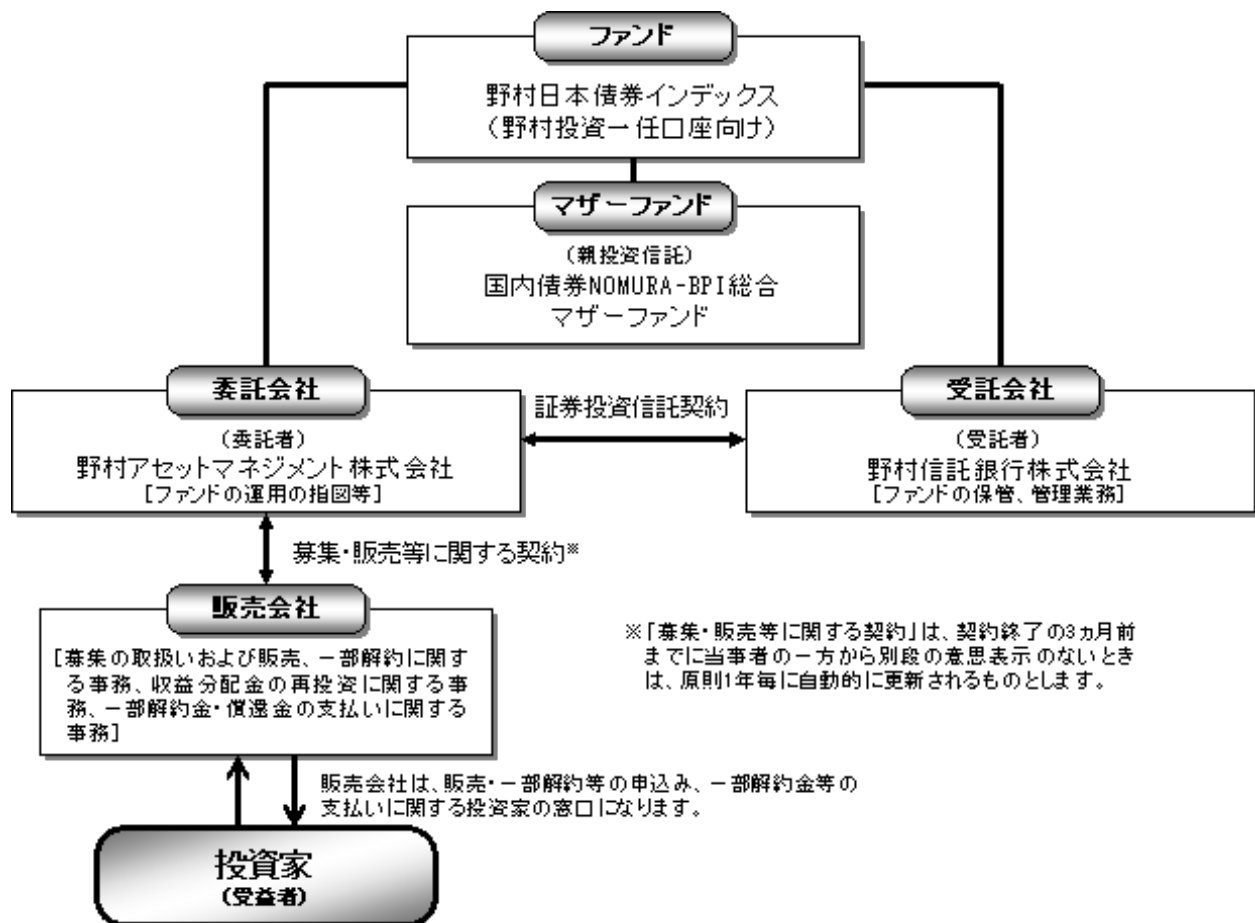 ファンド
野村日本債券インデックス
（野村投資一任口座向け）
マザーファンド
（親投資信託）
国内債券NOMURA-BPI総合
マザーファンド
委託会社
（委託者）
野村アセットマネジメント株式会社
[ファンドの運用の指図等]
証券投資信託契約
受託会社
（受託者）
野村信託銀行株式会社
[ファンドの保管、管理業務]
募集・販売等に関する契約※
販売会社
[募集の取扱いおよび販売、一部解約に関す
る事務、収益分配金の再投資に関する事
務、一部解約金・償還金の支払いに関する
事務]
※「募集・販売等に関する契約」は、契約終了の3ヵ月前
までに当事者の一方から別段の意思表示のないとき
は、原則1年毎に自動的に更新されるものとします。
販売会社は、販売・一部解約等の申込み、一部解約金等の
支払いに関する投資家の窓口になります。
投資家
（受益者）